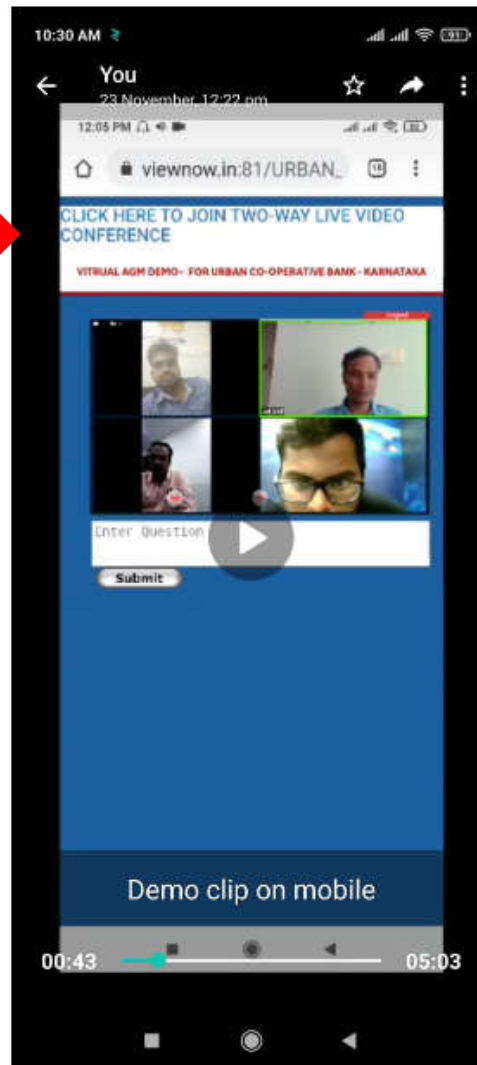 10:30 AM
91
You
23 November, 12:22 pm
12:05 PM
viewnow.in:81/URBAN_
18
CLICK HERE TO JOIN TWO-WAY LIVE VIDEO
CONFERENCE
VITRUAL AGM DEMO- FOR URBAN CO-OPERATIVE BANK - KARNATAKA
Enter Question
Submit
Demo clip on mobile
00:43
05:03